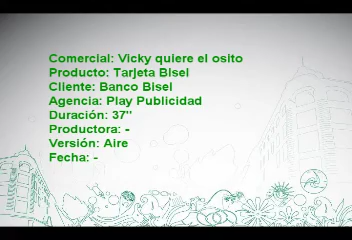 Comercial: Vicky quiere el osito
Producto: Tarjeta Bisel
Cliente: Banco Bisel
Agencia: Play Publicidad
Duración: 37"
Productora: -
Versión: Aire
Fecha: -